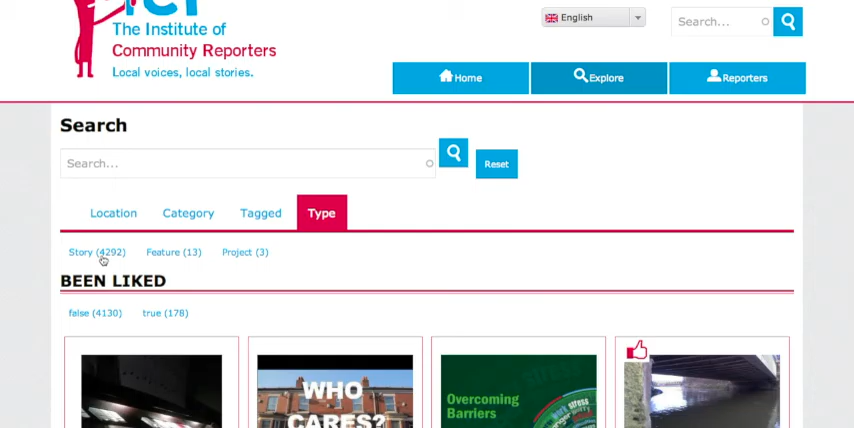 The Institute of
Community Reporters
Local voices, local stories.
English
Search...
Home
Explore
Reporters
Search
Search...
Reset
Location
Category
Tagged
Type
Story (4292)
Feature (13)
Project (3)
BEEN LIKED
false (4130)
true (178)
WHO
CARES?
Overcoming
Barriers
stress